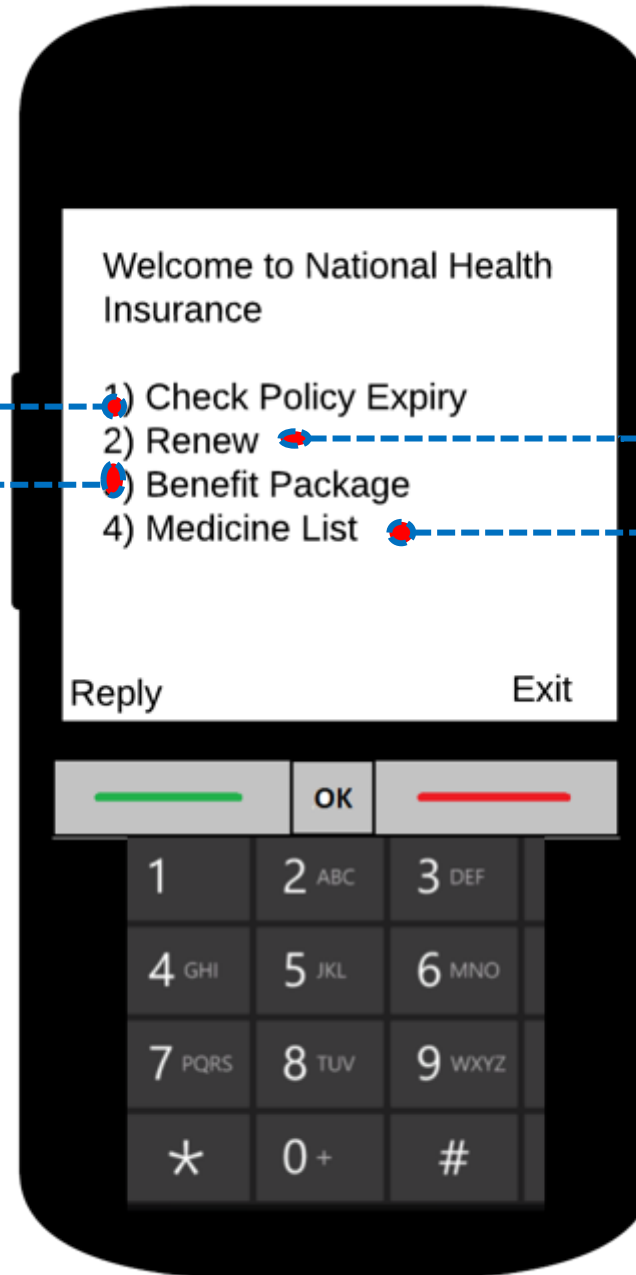 Welcome to National Health
Insurance
1) Check Policy Expiry
2) Renew
3) Benefit Package
4) Medicine List
Reply Exit
OK
1 2 ABC 3 DEF
4 GHI 5 JKL 6 MNO
7 PQRS 8 TUV 9 WXYZ
* 0 + #